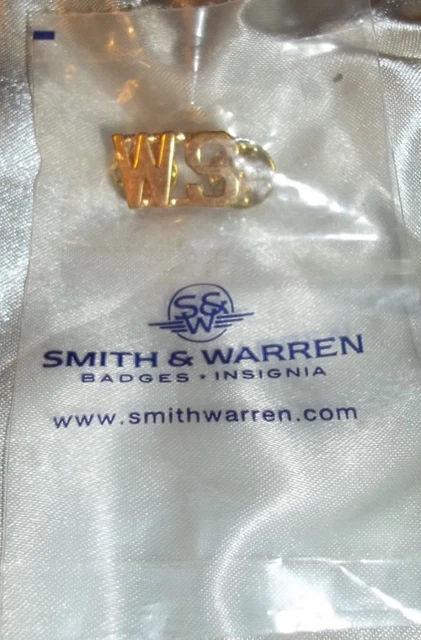 WS
S&
W
SMITH & WARREN
BADGES • INSIGNIA
www.smithwarren.com